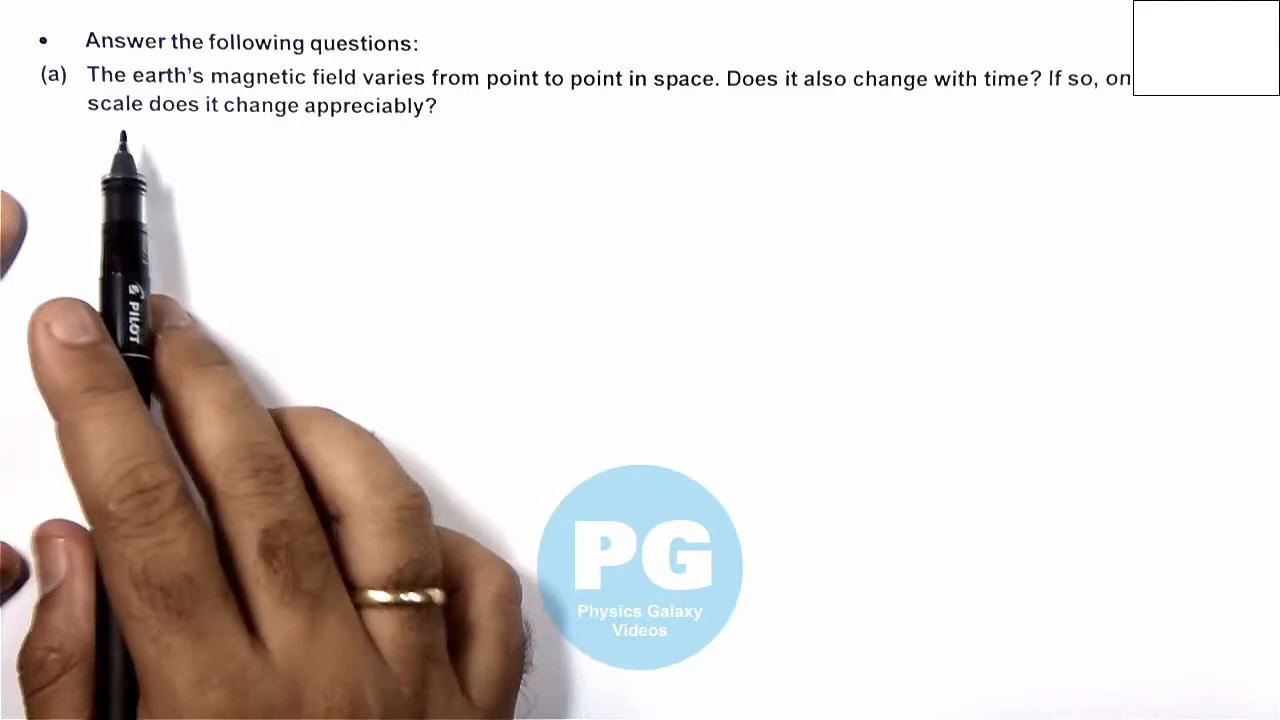 • Answer the following questions:
(a) The earth's magnetic field varies from point to point in space. Does it also change with time? If so, on
scale does it change appreciably?
PILOT
PG
Physics Galaxy
Videos